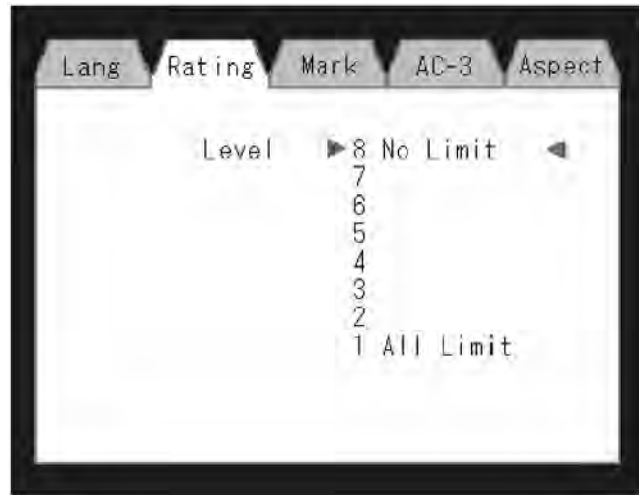 Lang Rating Mark AC-3 Aspect
Level ▶ 8 No Limit ◀
7
6
5
4
3
2
1 All Limit